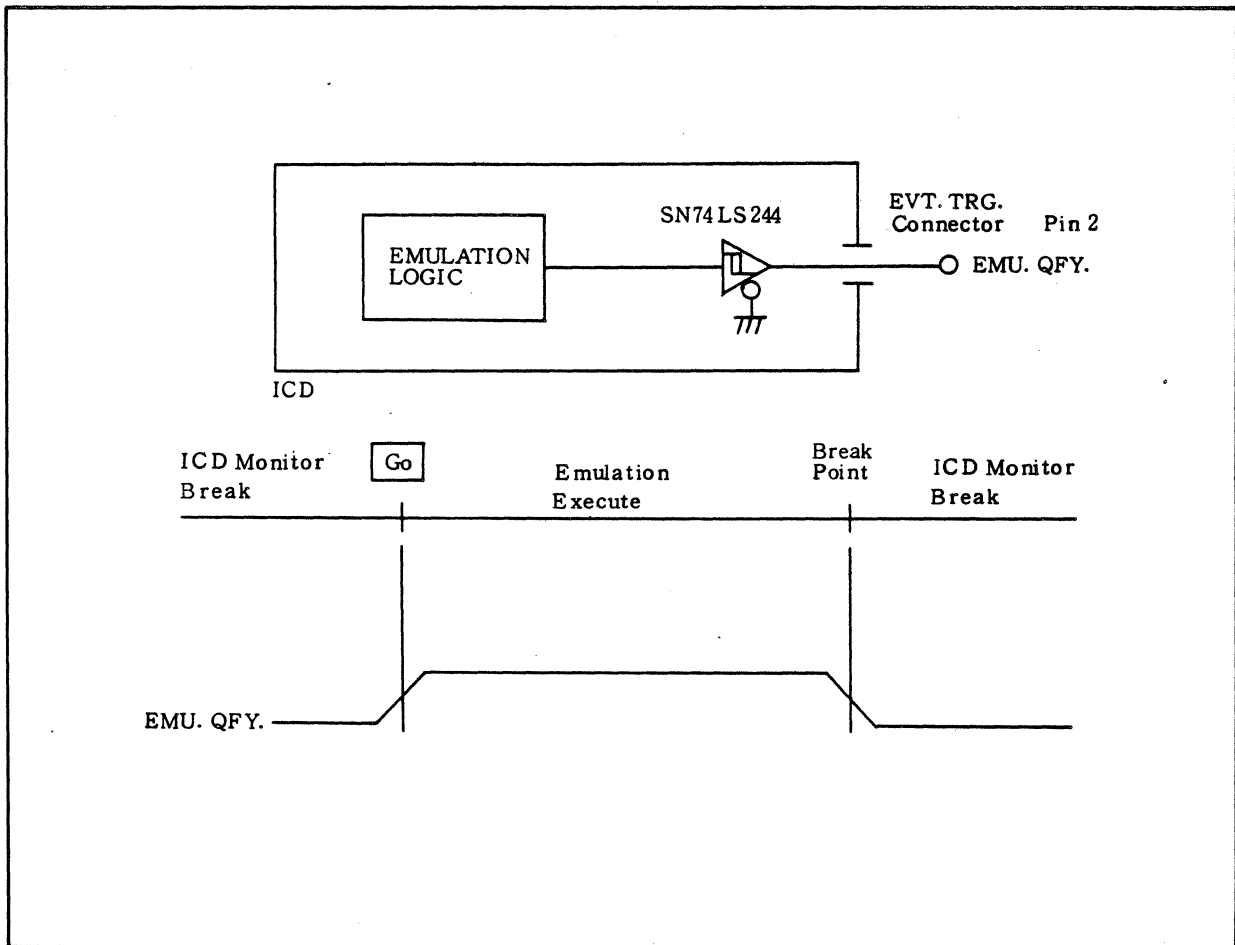 SN74LS244
EVT. TRG.
Connector Pin 2
EMULATION
LOGIC
EMU. QFY.
ICD
ICD Monitor
Break
Go
Emulation
Execute
Break
Point
ICD Monitor
Break
EMU. QFY.